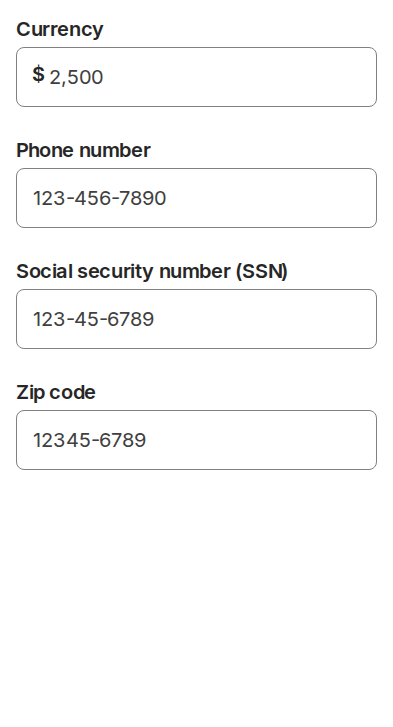 Currency
$ 2,500
Phone number
123-456-7890
Social security number (SSN)
123-45-6789
Zip code
12345-6789